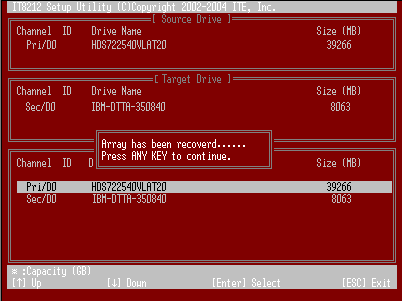 IT8212 Setup Utility (C)Copyright 2002-2004 ITE, Inc.
[ Source Drive ]
Channel ID Drive Name Size (MB)
Pri/D0 HDS722540VLAT20 39266
[ Target Drive ]
Channel ID Drive Name Size (MB)
Sec/D0 IBM-DTTA-350840 8063
Array has been recoverd......
Press ANY KEY to continue.
Channel ID D Size (MB)
Pri/D0 HDS722540VLAT20 39266
Sec/D0 IBM-DTTA-350840 8063
* :Capacity (GB)
[↑] Up [↓] Down [Enter] Select [ESC] Exit